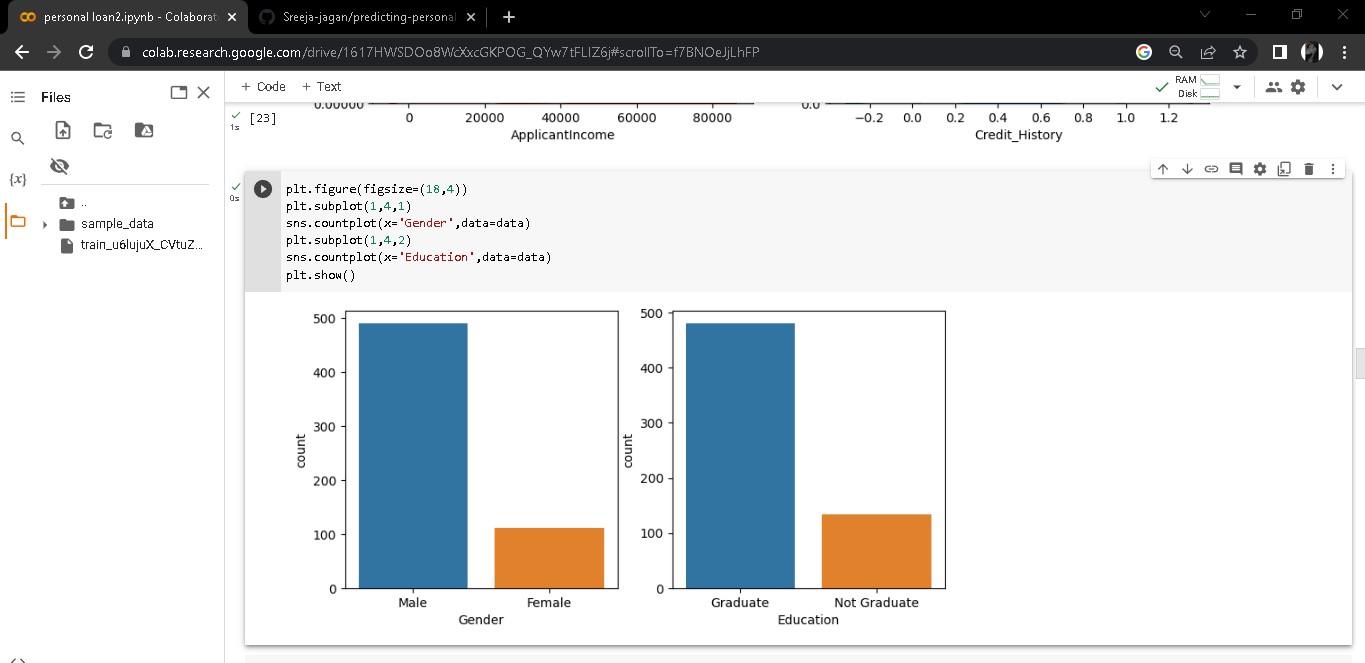 personal loan2.ipynb - Colaborat
Sreeja-jagan/predicting-personal
colab.research.google.com/drive/1617HWSDOo8WcXxcGKPOG_QYw7tFLIZ6j#scrollTo=f7BNOeJjLhFP
Files
+ Code + Text
RAM
Disk
..
sample_data
train_u6lujuX_CVtuZ...
{x}
1s
[23]
0.00000
0 20000 40000 60000 80000
ApplicantIncome
0.0
−0.2 0.0 0.2 0.4 0.6 0.8 1.0 1.2
Credit_History
0s
plt.figure(figsize=(18,4))
plt.subplot(1,4,1)
sns.countplot(x='Gender',data=data)
plt.subplot(1,4,2)
sns.countplot(x='Education',data=data)
plt.show()
500
400
300
200
100
0
count
Male Female
Gender
500
400
300
200
100
0
count
Graduate Not Graduate
Education